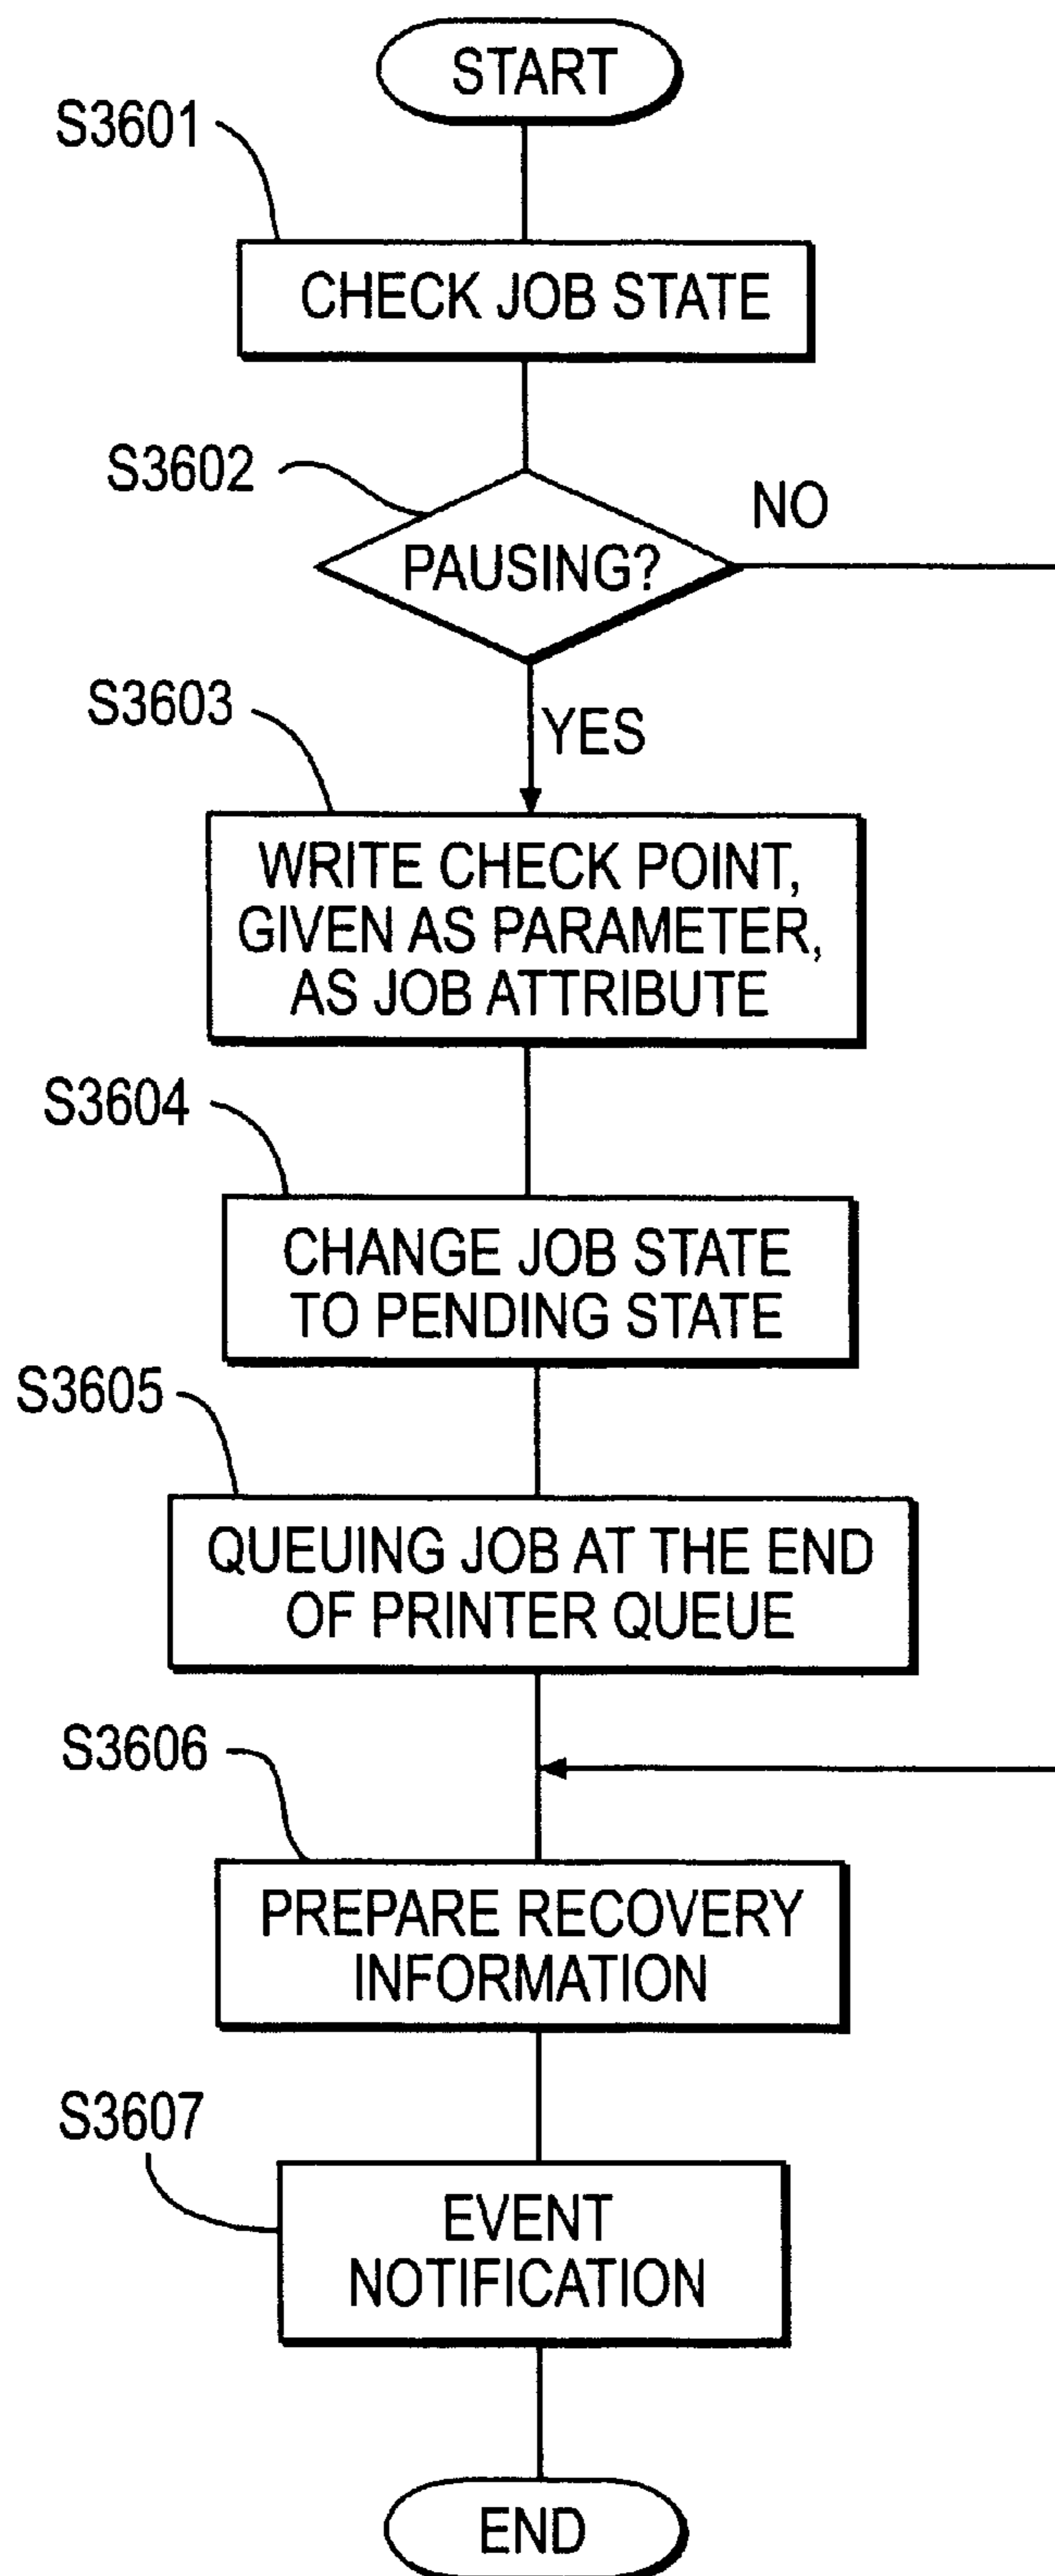 START
S3601
CHECK JOB STATE
S3602
NO
PAUSING?
S3603
YES
WRITE CHECK POINT,
GIVEN AS PARAMETER,
AS JOB ATTRIBUTE
S3604
CHANGE JOB STATE
TO PENDING STATE
S3605
QUEUING JOB AT THE END
OF PRINTER QUEUE
S3606
PREPARE RECOVERY
INFORMATION
S3607
EVENT
NOTIFICATION
END